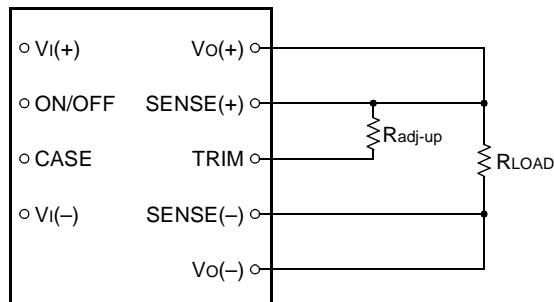 VI(+) VO(+)
ON/OFF SENSE(+)
CASE TRIM
VI(–) SENSE(–)
VO(–)
Radj-up
RLOAD